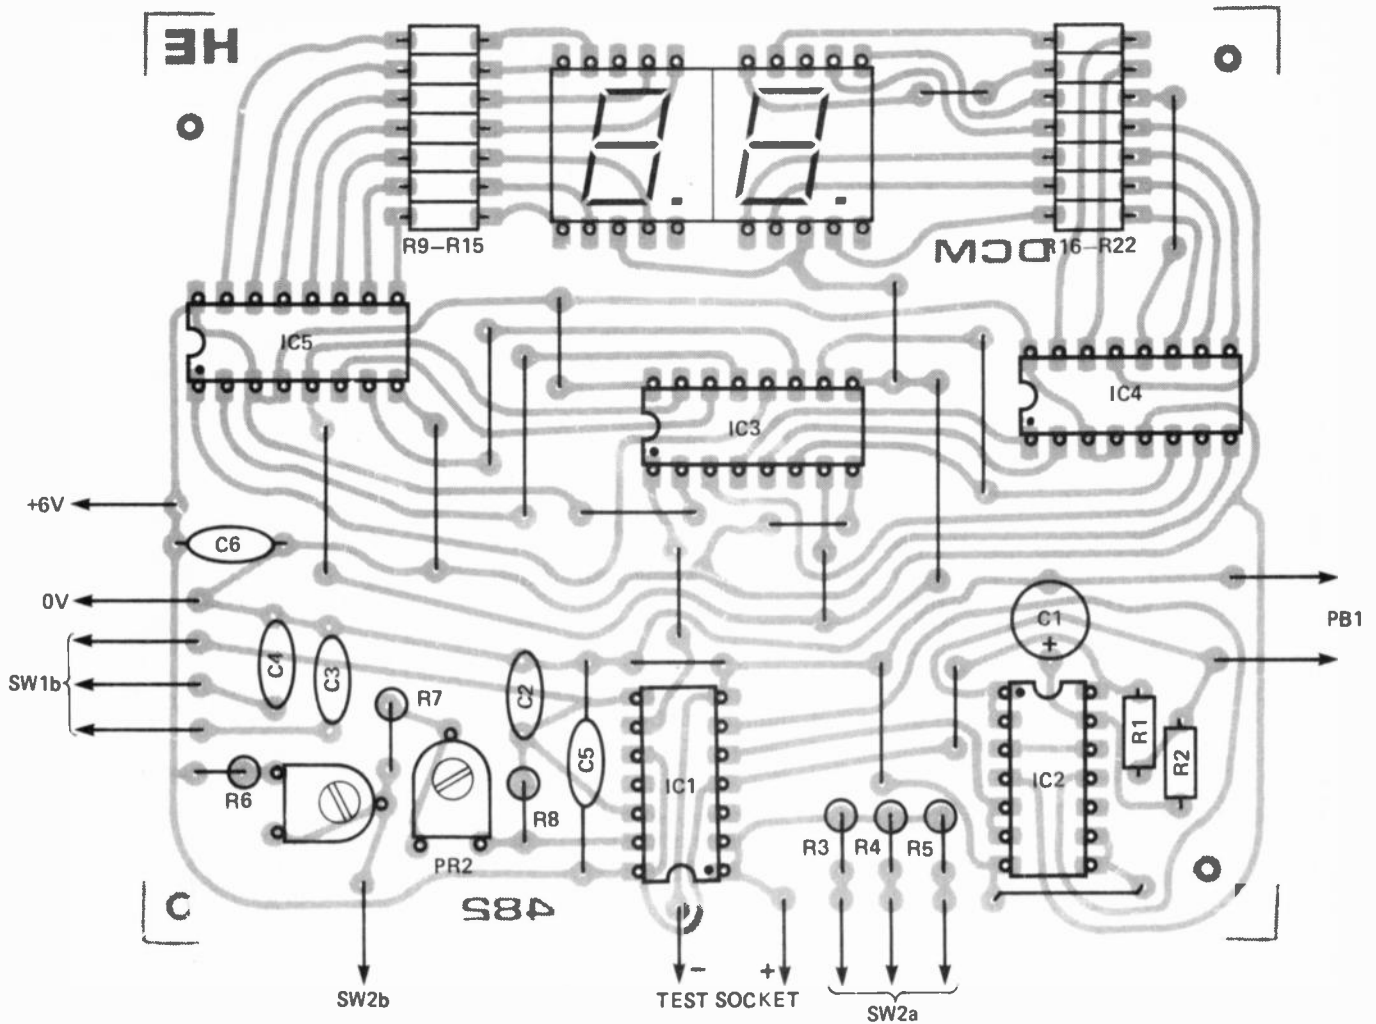 HE
R9–R15
DCM
R16–R22
IC5
IC4
IC3
+6V
C6
0V
C1
+
PB1
SW1b
C4
C3
C2
R7
C5
IC1
IC2
R1
R2
R6
R8
PR2
R3
R4
R5
482
SW2b
–
+
TEST SOCKET
SW2a